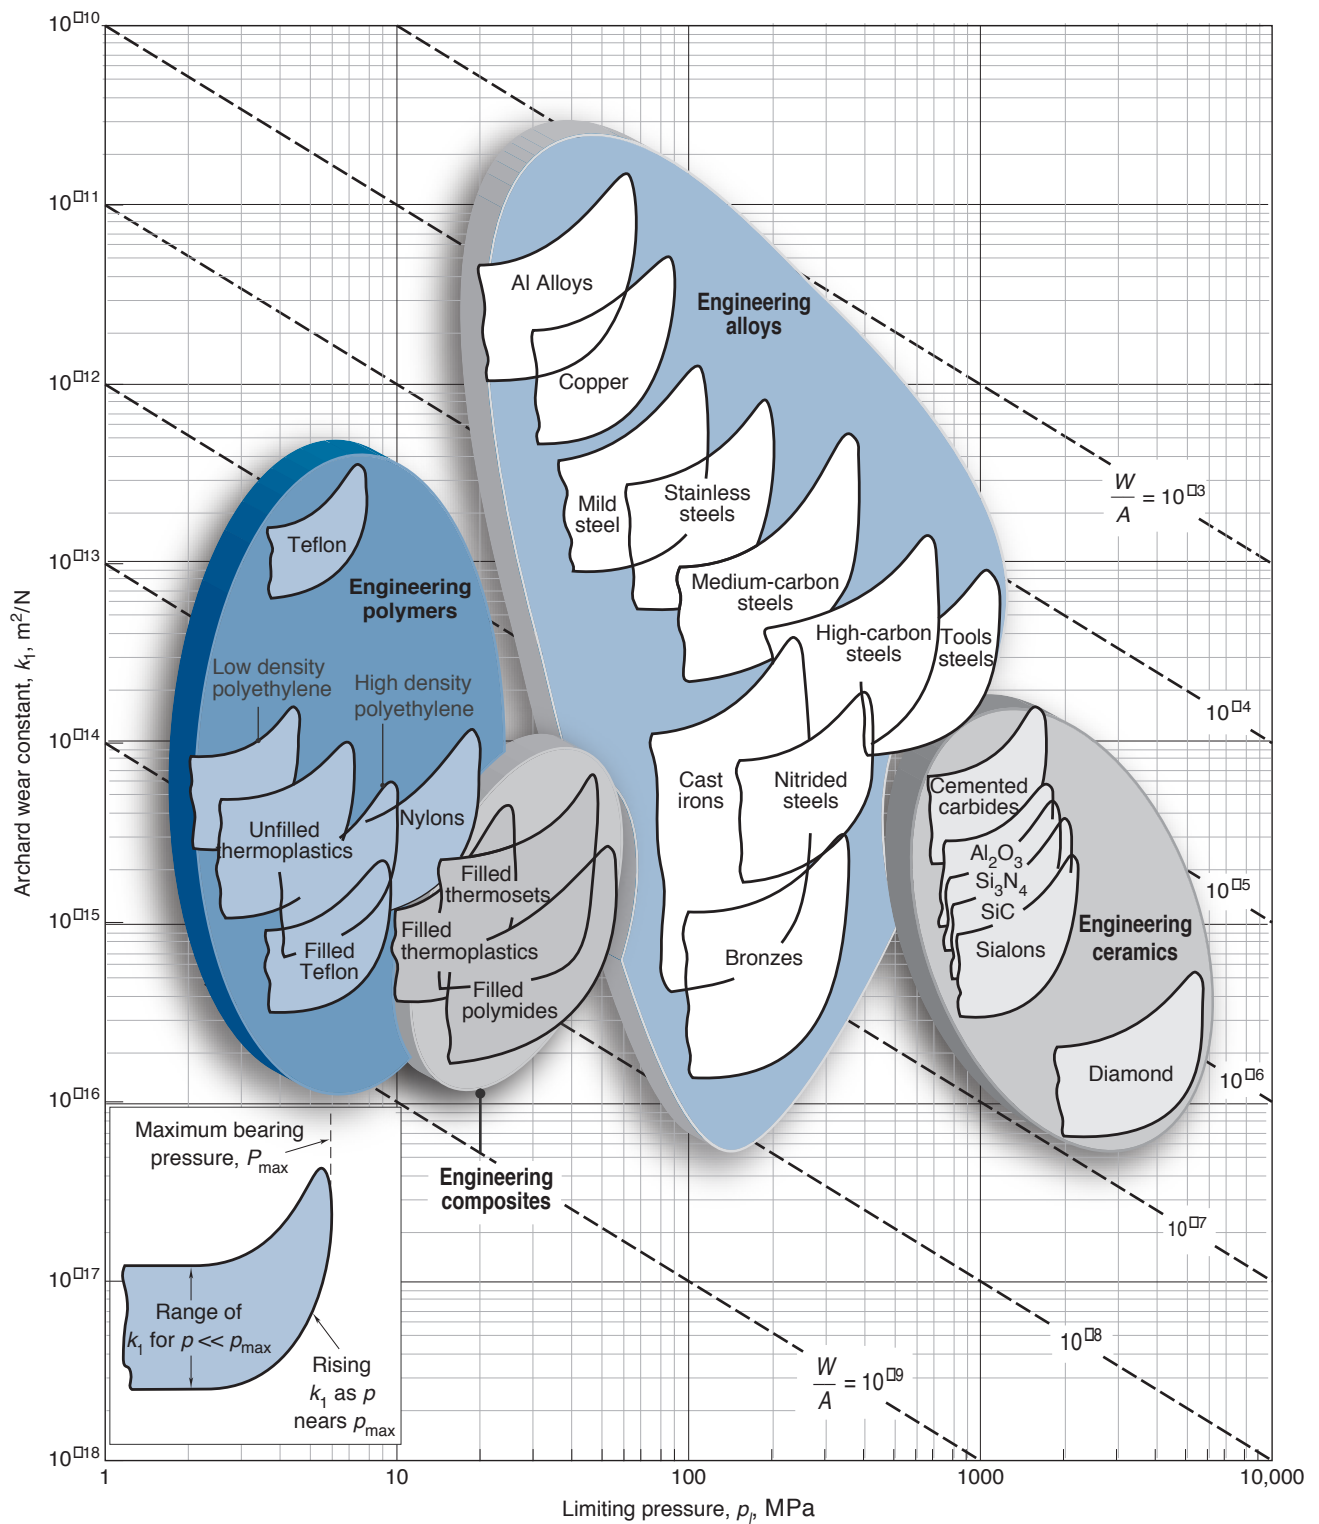 10⁻¹⁰
10⁻¹¹
10⁻¹²
10⁻¹³
10⁻¹⁴
10⁻¹⁵
10⁻¹⁶
10⁻¹⁷
10⁻¹⁸
Archard wear constant, k₁, m²/N
Al Alloys
Engineering
alloys
Copper
Mild
steel
Stainless
steels
W/A = 10⁻³
Teflon
Engineering
polymers
Medium-carbon
steels
High-carbon
steels
Tools
steels
Low density
polyethylene
High density
polyethylene
10⁻⁴
Cast
irons
Nitrided
steels
Cemented
carbides
Unfilled
thermoplastics
Nylons
Filled
thermosets
Al₂O₃
Si₃N₄
SiC
Sialons
10⁻⁵
Filled
Teflon
Filled
thermoplastics
Filled
polymides
Bronzes
Engineering
ceramics
Diamond
10⁻⁶
Maximum bearing
pressure, Pmax
Engineering
composites
10⁻⁷
Range of
k₁ for p << pmax
Rising
k₁ as p
nears pmax
10⁻⁸
W/A = 10⁻⁹
1
10
100
1000
10,000
Limiting pressure, pₗ, MPa